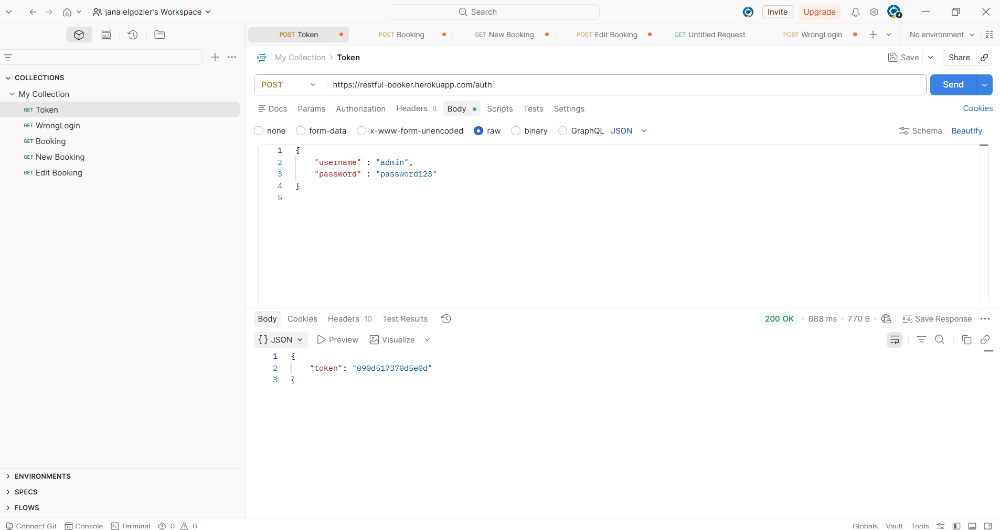 jana elgozier's Workspace
Search
Invite
Upgrade
J
POST Token
POST Booking
GET New Booking
POST Edit Booking
GET Untitled Request
POST WrongLogin
No environment
HTTP My Collection > Token
Save
Share
COLLECTIONS
My Collection
GET Token
GET WrongLogin
GET Booking
GET New Booking
GET Edit Booking
POST https://restful-booker.herokuapp.com/auth
Send
Docs Params Authorization Headers 8 Body Scripts Tests Settings
Cookies
none form-data x-www-form-urlencoded raw binary GraphQL JSON
Schema Beautify
1 {
2 "username" : "admin",
3 "password" : "password123"
4 }
5
Body Cookies Headers 10 Test Results
200 OK • 688 ms • 770 B
e.g. Save Response
{} JSON Preview Visualize
1 {
2 "token": "090d517370d5e0d"
3 }
ENVIRONMENTS
SPECS
FLOWS
Connect Git Console Terminal 0 0
Globals Vault Tools